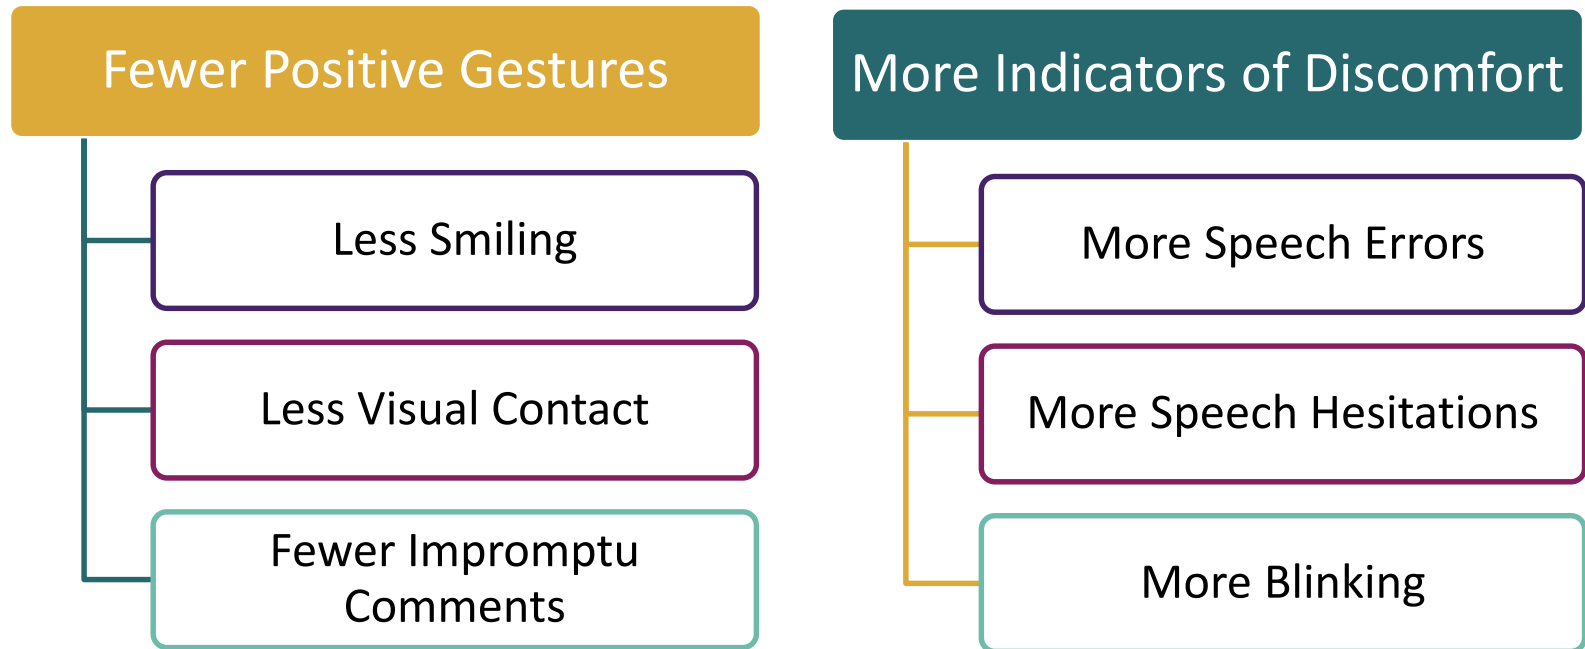 Fewer Positive Gestures
Less Smiling
Less Visual Contact
Fewer Impromptu
Comments
More Indicators of Discomfort
More Speech Errors
More Speech Hesitations
More Blinking